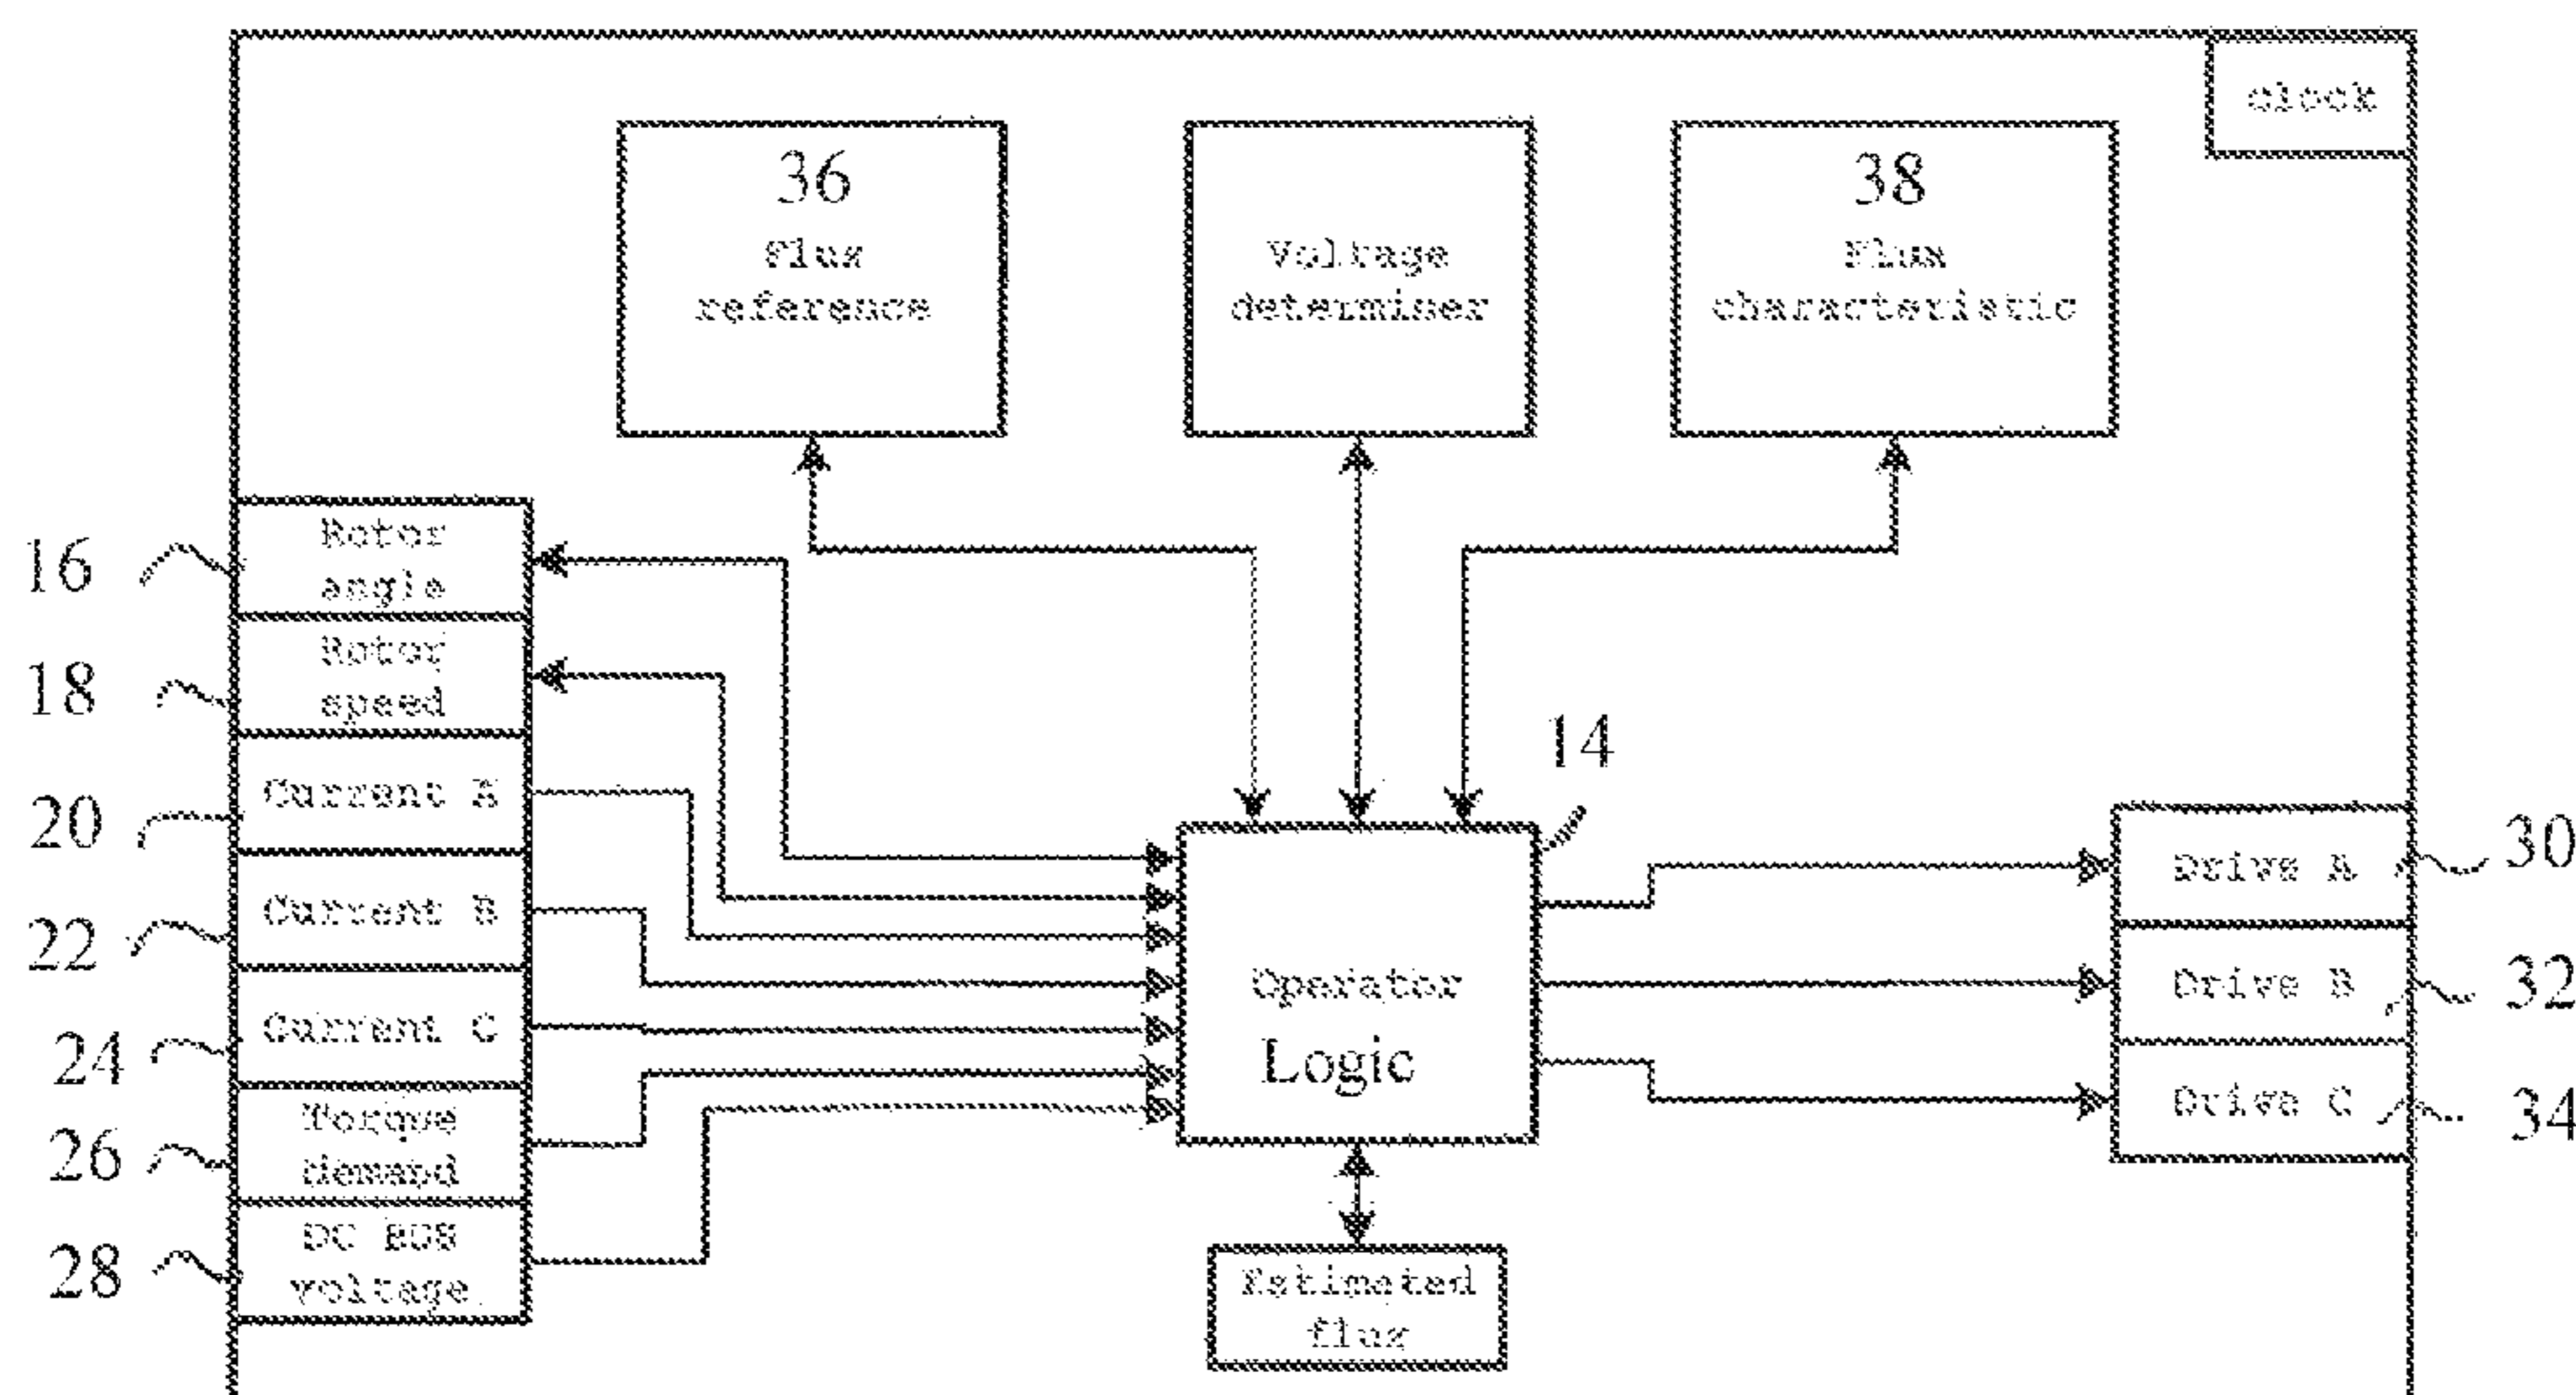 clock
36
Flux
reference
Voltage
determiner
38
Flux
characteristic
16
Rotor
angle
18
Rotor
speed
20
Current A
22
Current B
24
Current C
26
Torque
demand
28
DC BUS
voltage
14
Operator
Logic
Estimated
flux
Drive A
30
Drive B
32
Drive C
34